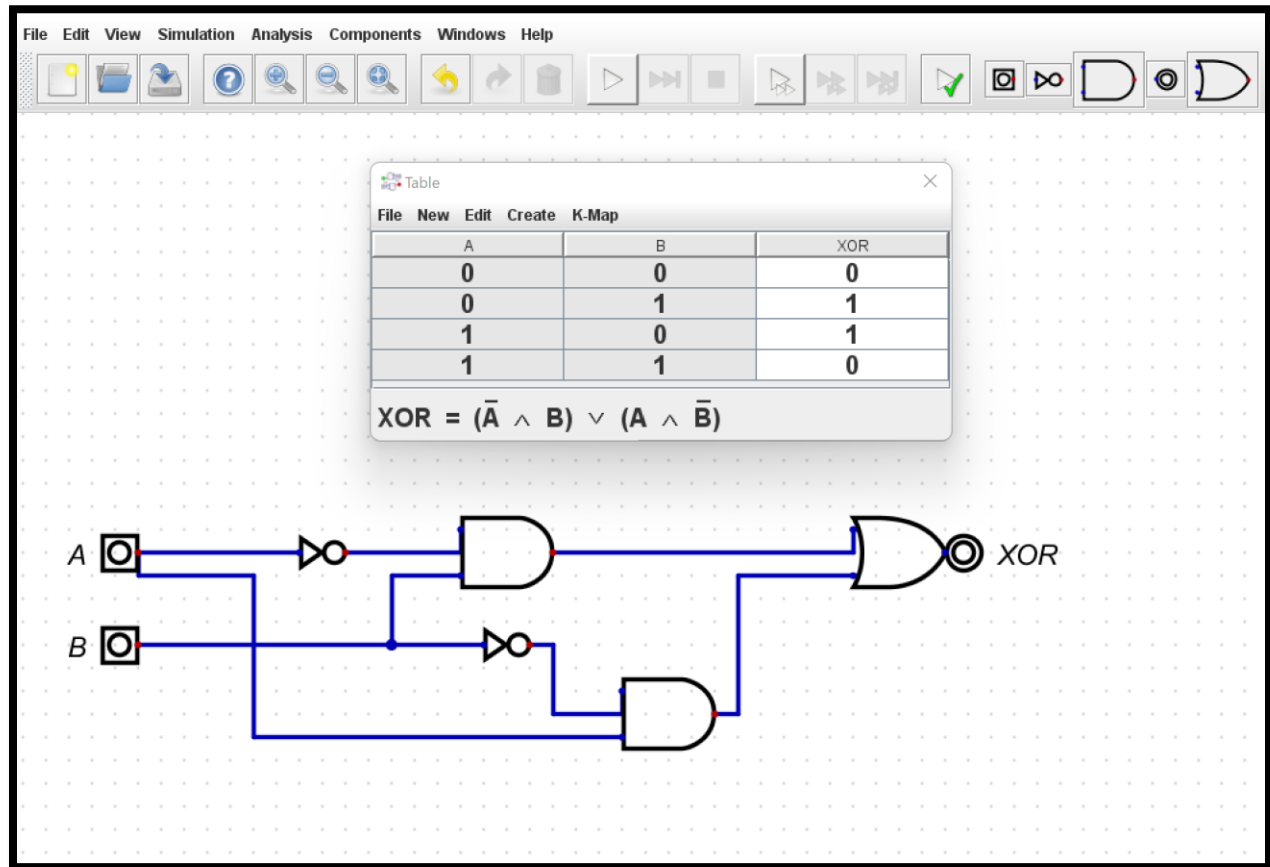 File Edit View Simulation Analysis Components Windows Help
Table
File New Edit Create K-Map
A B XOR
0 0 0
0 1 1
1 0 1
1 1 0
XOR = (A̅ ∧ B) ∨ (A ∧ B̅)
A
XOR
B